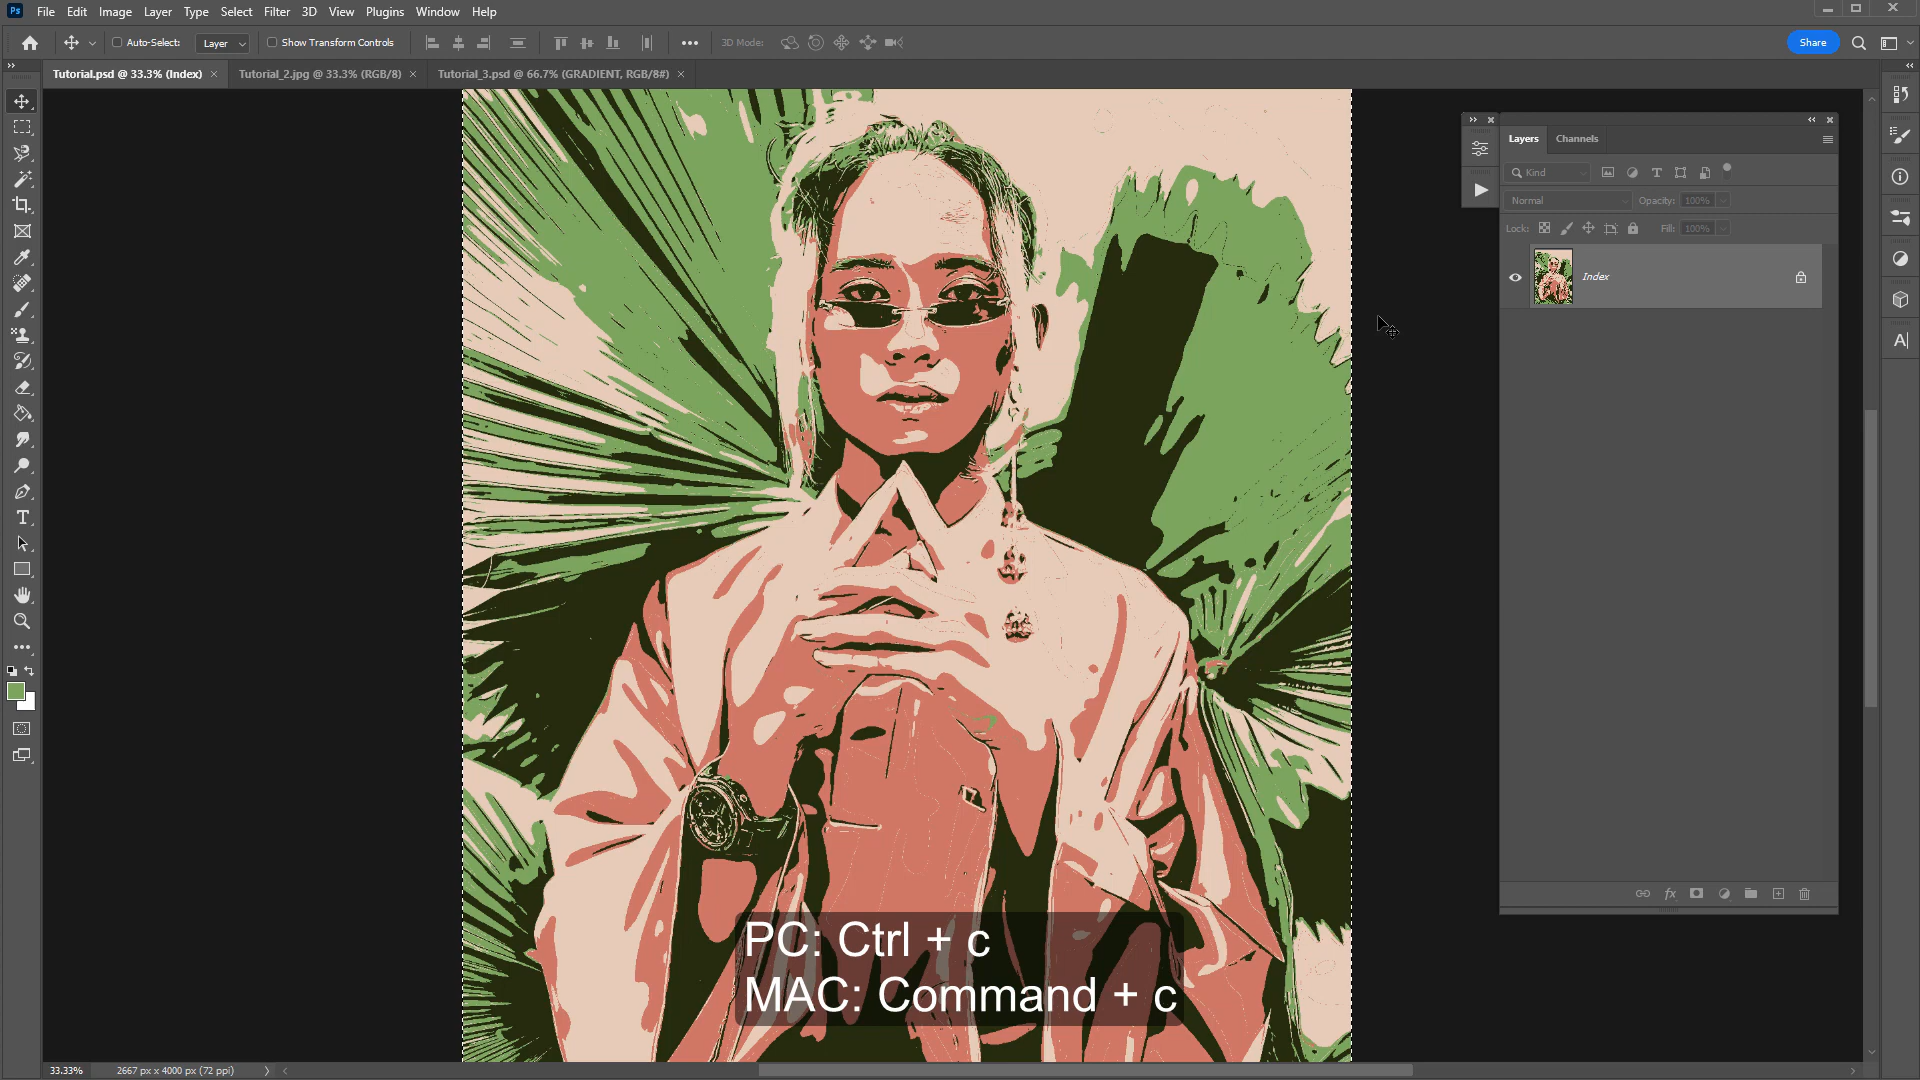 Ps File Edit Image Layer Type Select Filter 3D View Plugins Window Help
Auto-Select: Layer Show Transform Controls 3D Mode: Share
Tutorial.psd @ 33.3% (Index) Tutorial_2.jpg @ 33.3% (RGB/8) Tutorial_3.psd @ 66.7% (GRADIENT, RGB/8#)
Layers Channels
Kind
Normal Opacity: 100%
Lock: Fill: 100%
Index
PC: Ctrl + c
MAC: Command + c
33.33% 2667 px x 4000 px (72 ppi)